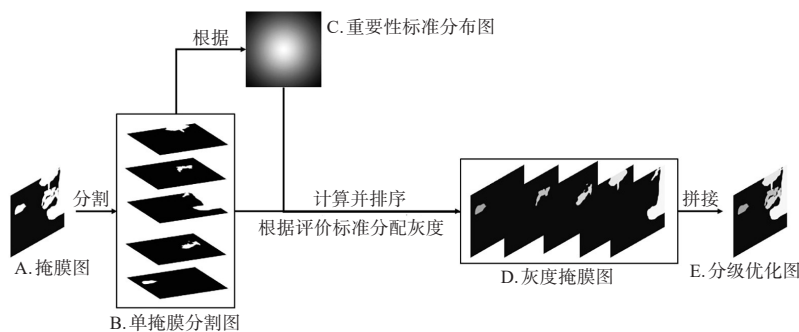 根据
C.重要性标准分布图
分割
计算并排序
根据评价标准分配灰度
拼接
A.掩膜图
B.单掩膜分割图
D.灰度掩膜图
E.分级优化图